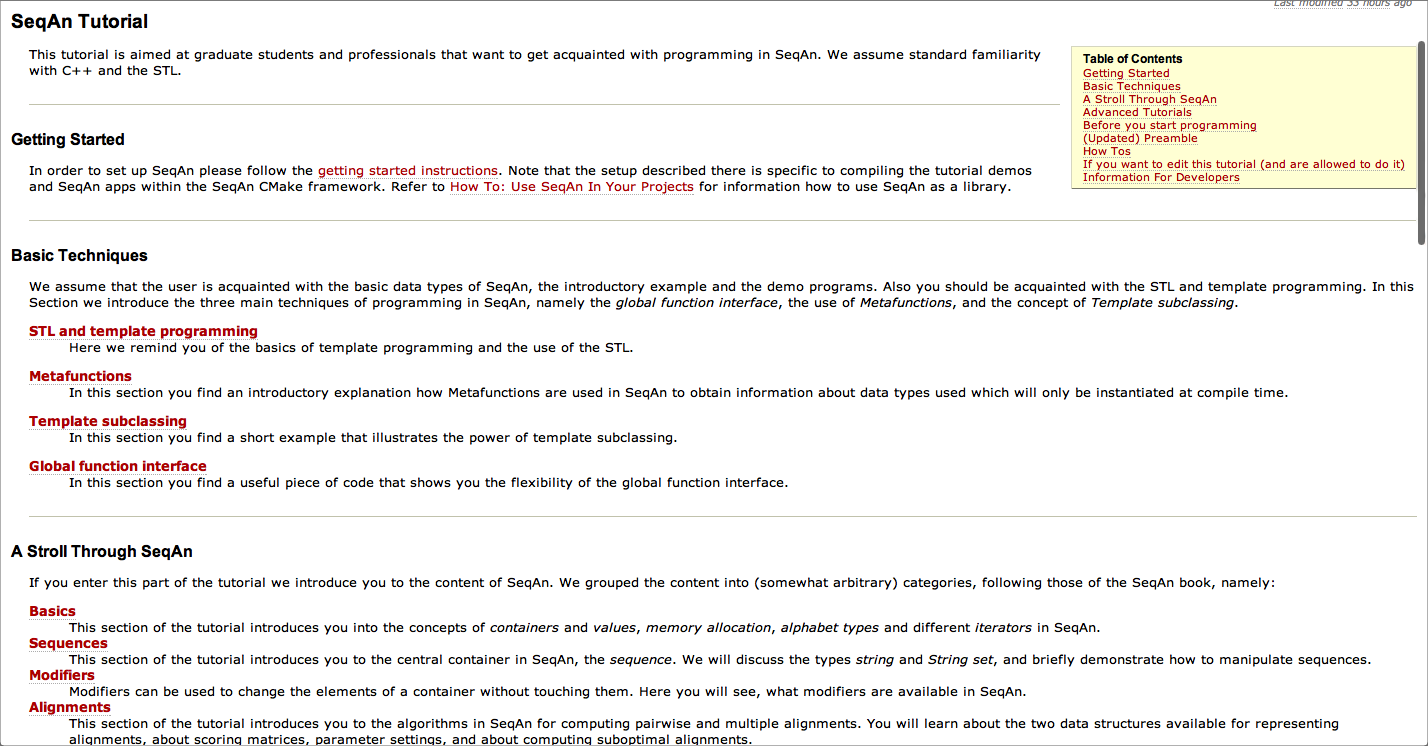 Last modified 33 hours ago
SeqAn Tutorial
This tutorial is aimed at graduate students and professionals that want to get acquainted with programming in SeqAn. We assume standard familiarity
with C++ and the STL.
Table of Contents
Getting Started
Basic Techniques
A Stroll Through SeqAn
Advanced Tutorials
Before you start programming
(Updated) Preamble
How Tos
If you want to edit this tutorial (and are allowed to do it)
Information For Developers
Getting Started
In order to set up SeqAn please follow the getting started instructions. Note that the setup described there is specific to compiling the tutorial demos
and SeqAn apps within the SeqAn CMake framework. Refer to How To: Use SeqAn In Your Projects for information how to use SeqAn as a library.
Basic Techniques
We assume that the user is acquainted with the basic data types of SeqAn, the introductory example and the demo programs. Also you should be acquainted with the STL and template programming. In this
Section we introduce the three main techniques of programming in SeqAn, namely the global function interface, the use of Metafunctions, and the concept of Template subclassing.
STL and template programming
Here we remind you of the basics of template programming and the use of the STL.
Metafunctions
In this section you find an introductory explanation how Metafunctions are used in SeqAn to obtain information about data types used which will only be instantiated at compile time.
Template subclassing
In this section you find a short example that illustrates the power of template subclassing.
Global function interface
In this section you find a useful piece of code that shows you the flexibility of the global function interface.
A Stroll Through SeqAn
If you enter this part of the tutorial we introduce you to the content of SeqAn. We grouped the content into (somewhat arbitrary) categories, following those of the SeqAn book, namely:
Basics
This section of the tutorial introduces you into the concepts of containers and values, memory allocation, alphabet types and different iterators in SeqAn.
Sequences
This section of the tutorial introduces you to the central container in SeqAn, the sequence. We will discuss the types string and String set, and briefly demonstrate how to manipulate sequences.
Modifiers
Modifiers can be used to change the elements of a container without touching them. Here you will see, what modifiers are available in SeqAn.
Alignments
This section of the tutorial introduces you to the algorithms in SeqAn for computing pairwise and multiple alignments. You will learn about the two data structures available for representing
alignments, about scoring matrices, parameter settings, and about computing suboptimal alignments.